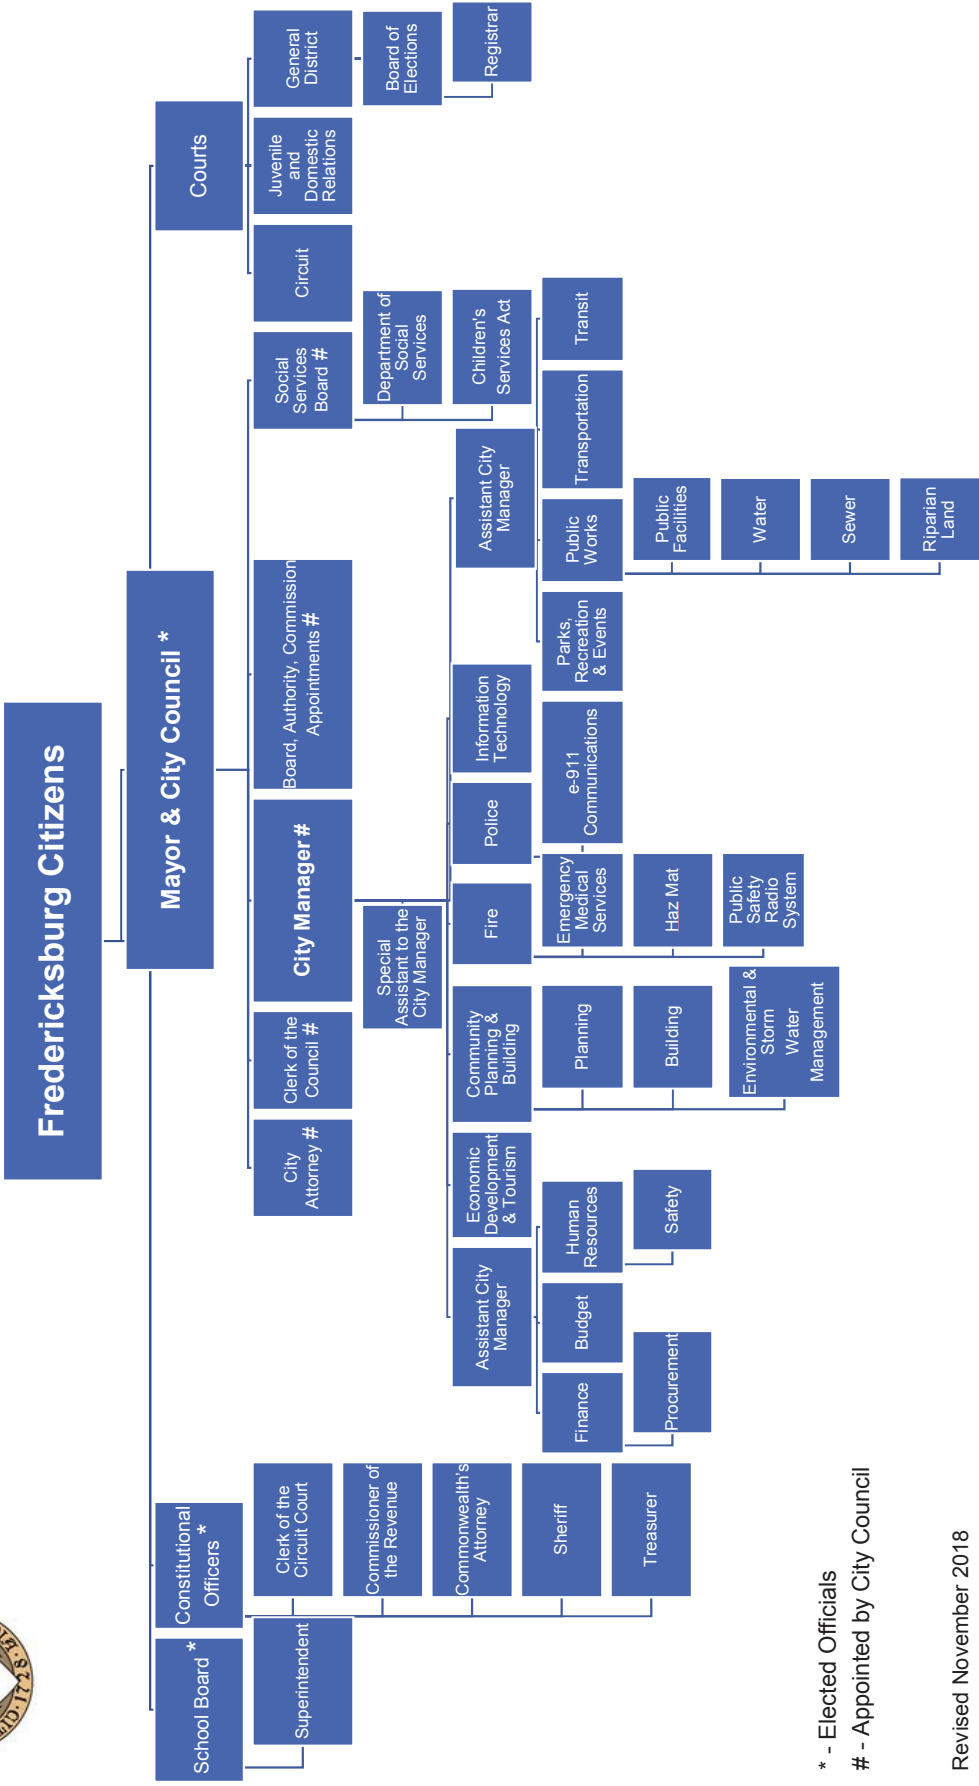 Fredericksburg Citizens
Mayor & City Council *
School Board *
Constitutional
Officers *
Courts
Superintendent
Clerk of the
Circuit Court
Commissioner of
the Revenue
Commonwealth's
Attorney
Sheriff
Treasurer
City
Attorney #
Clerk of the
Council #
City Manager#
Board, Authority, Commission
Appointments #
Social
Services
Board #
Circuit
Juvenile
and
Domestic
Relations
General
District
Special
Assistant to the
City Manager
Department of
Social
Services
Children's
Services Act
Board of
Elections
Registrar
Assistant City
Manager
Economic
Development
& Tourism
Community
Planning &
Building
Fire
Police
Information
Technology
Assistant City
Manager
Finance
Budget
Human
Resources
Procurement
Safety
Planning
Building
Environmental &
Storm
Water
Management
Emergency
Medical
Services
Haz Mat
Public
Safety
Radio
System
e-911
Communications
Parks,
Recreation
& Events
Public
Works
Transportation
Transit
Public
Facilities
Water
Sewer
Riparian
Land
* - Elected Officials
# - Appointed by City Council
Revised November 2018